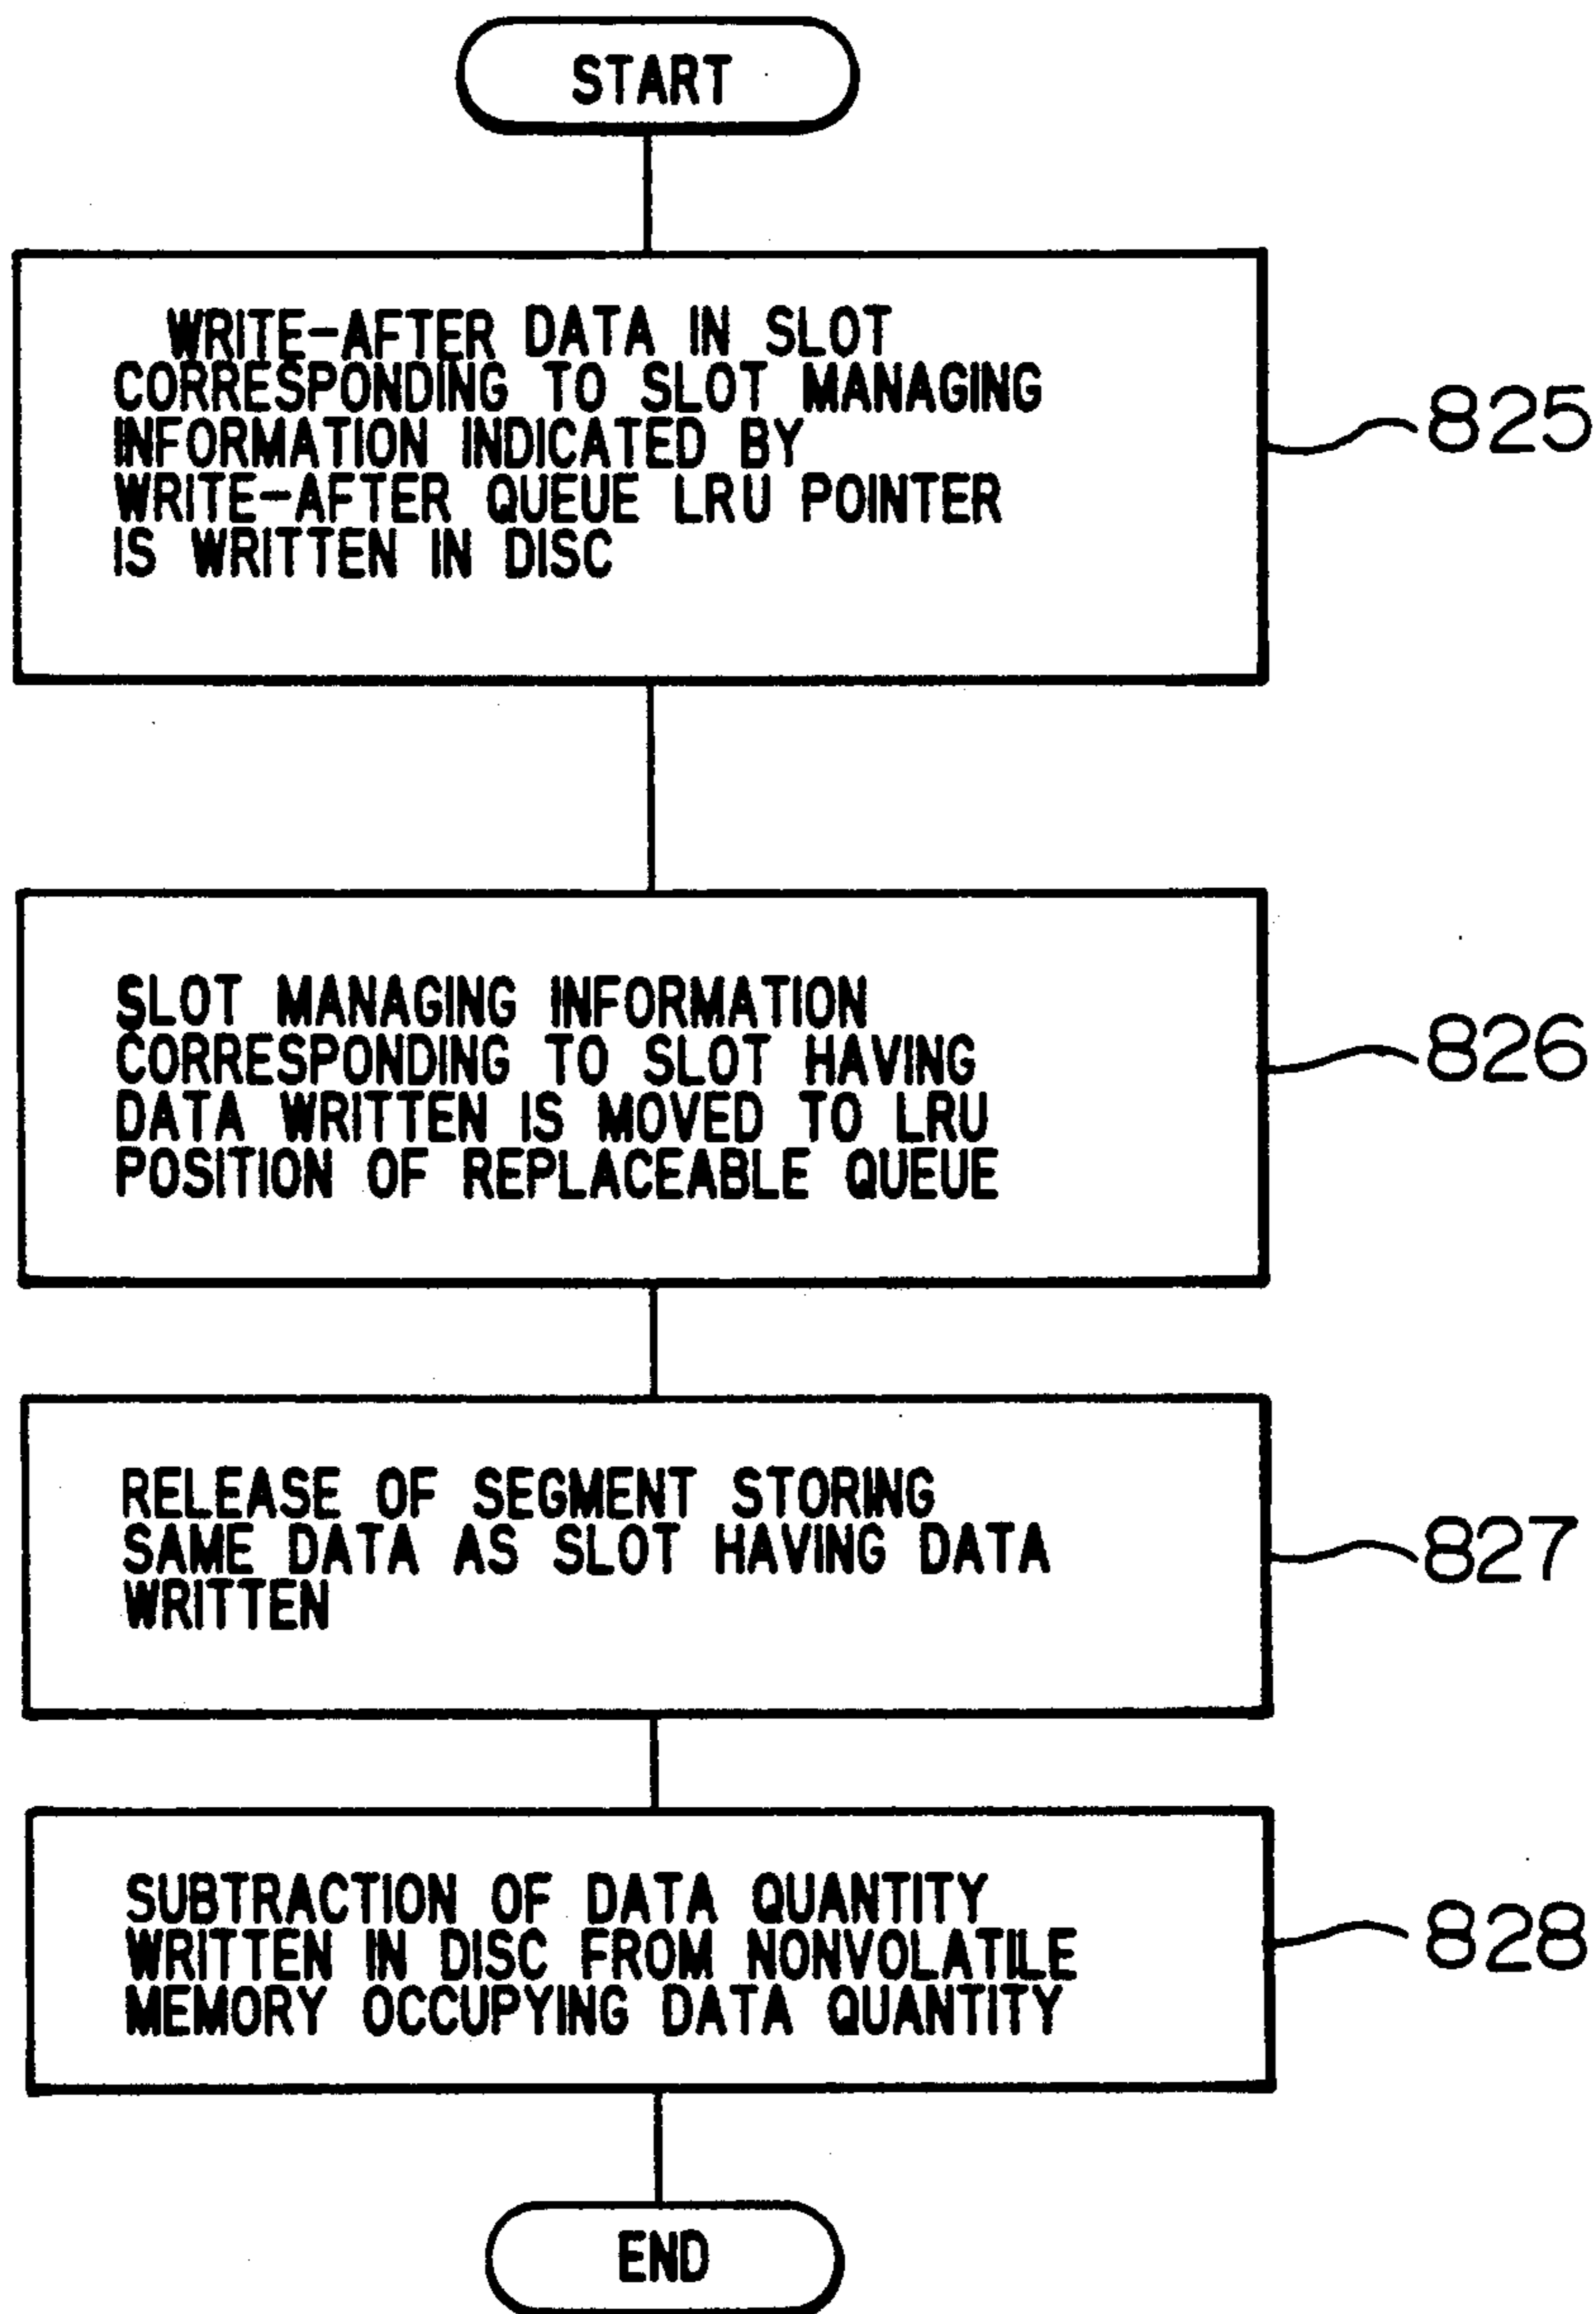 START
WRITE-AFTER DATA IN SLOT
CORRESPONDING TO SLOT MANAGING
INFORMATION INDICATED BY
WRITE-AFTER QUEUE LRU POINTER
IS WRITTEN IN DISC
825
SLOT MANAGING INFORMATION
CORRESPONDING TO SLOT HAVING
DATA WRITTEN IS MOVED TO LRU
POSITION OF REPLACEABLE QUEUE
826
RELEASE OF SEGMENT STORING
SAME DATA AS SLOT HAVING DATA
WRITTEN
827
SUBTRACTION OF DATA QUANTITY
WRITTEN IN DISC FROM NONVOLATILE
MEMORY OCCUPYING DATA QUANTITY
828
END